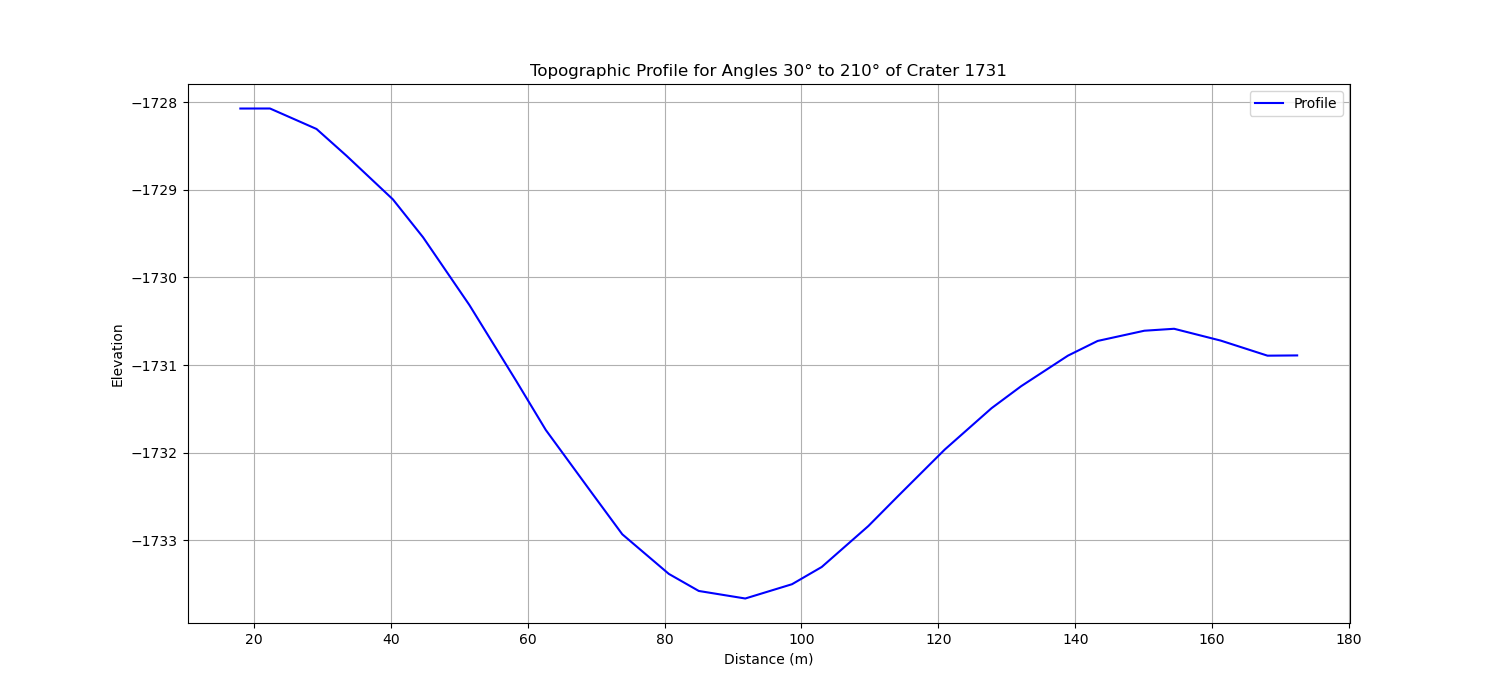 Topographic Profile for Angles 30° to 210° of Crater 1731
Profile
−1728
−1729
−1730
−1731
−1732
−1733
Elevation
20 40 60 80 100 120 140 160 180
Distance (m)